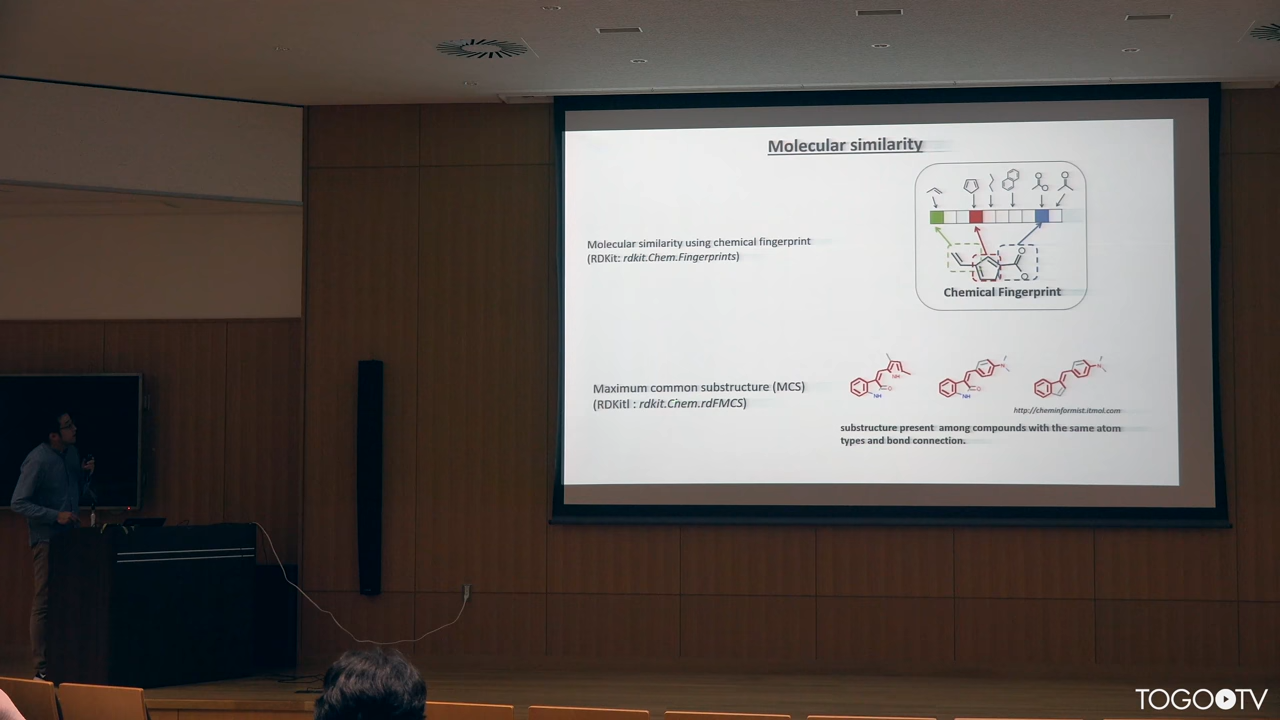 Molecular similarity
Molecular similarity using chemical fingerprint
(RDKit: rdkit.Chem.Fingerprints)
Chemical Fingerprint
Maximum common substructure (MCS)
(RDKitl : rdkit.Chem.rdFMCS)
http://cheminformist.itmol.com
substructure present among compounds with the same atom
types and bond connection.
TOGOTV